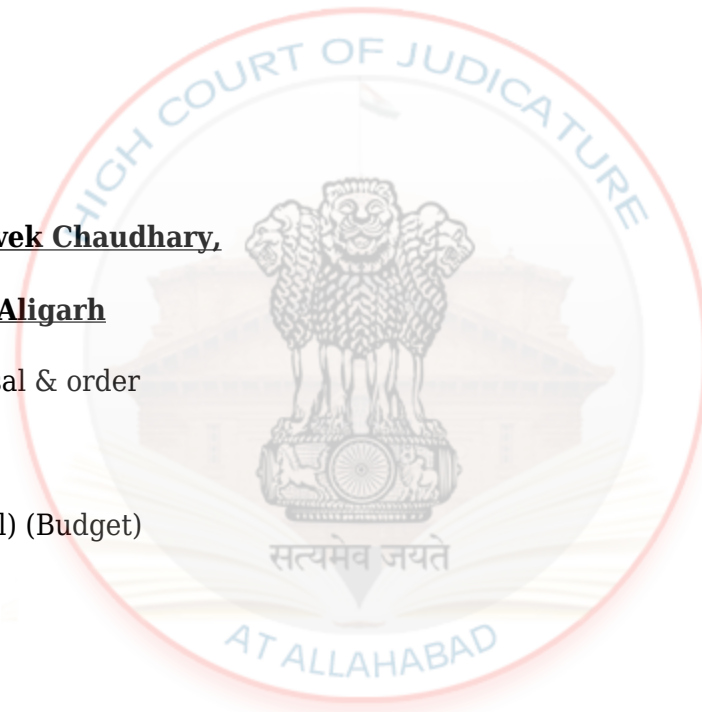 HIGH COURT OF JUDICATURE
vek Chaudhary,
Aligarh
al & order
l) (Budget)
सत्यमेव जयते
AT ALLAHABAD